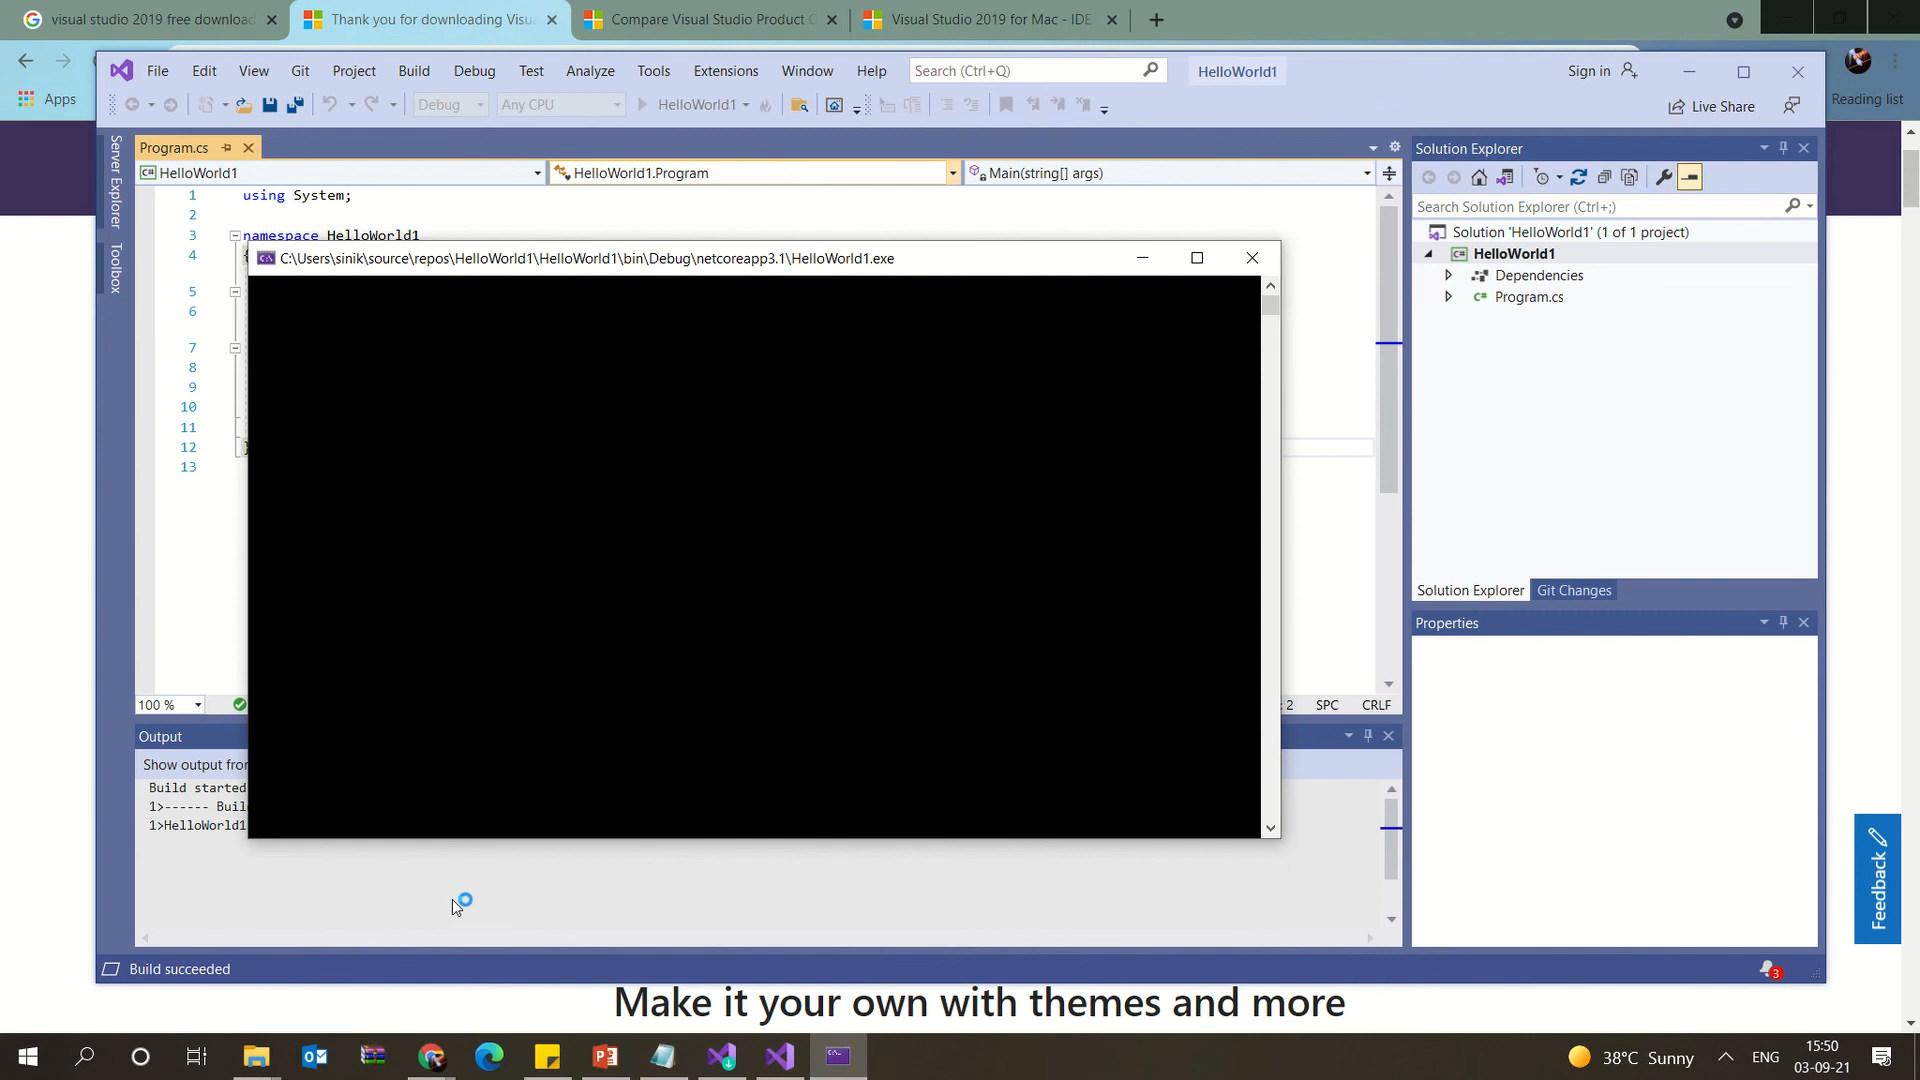 visual studio 2019 free download
Thank you for downloading Visu
Compare Visual Studio Product C
Visual Studio 2019 for Mac - IDE
Apps
Reading list
File Edit View Git Project Build Debug Test Analyze Tools Extensions Window Help
Search (Ctrl+Q)
HelloWorld1
Sign in
Debug
Any CPU
HelloWorld1
Live Share
Server Explorer
Toolbox
Program.cs
C# HelloWorld1
HelloWorld1.Program
Main(string[] args)
1 using System;
2
3 namespace HelloWorld1
4 {
5
6
7
8
9
10
11
12 }
13
C:\Users\sinik\source\repos\HelloWorld1\HelloWorld1\bin\Debug\netcoreapp3.1\HelloWorld1.exe
100 %
: 2 SPC CRLF
Output
Show output from
Build started
1>------ Buil
1>HelloWorld1
Solution Explorer
Search Solution Explorer (Ctrl+;)
Solution 'HelloWorld1' (1 of 1 project)
C# HelloWorld1
Dependencies
C# Program.cs
Solution Explorer
Git Changes
Properties
Build succeeded
3
Feedback
Make it your own with themes and more
38°C Sunny
ENG
15:50
03-09-21